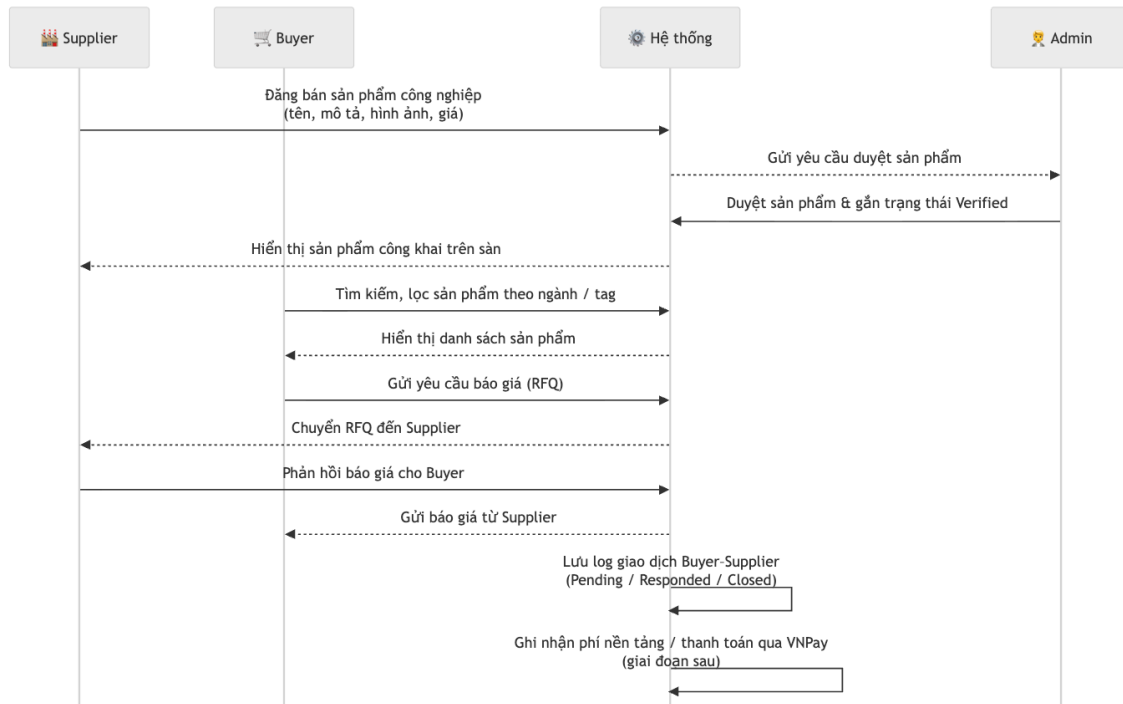 Supplier
Buyer
Hệ thống
Admin
Đăng bán sản phẩm công nghiệp
(tên, mô tả, hình ảnh, giá)
Gửi yêu cầu duyệt sản phẩm
Duyệt sản phẩm & gắn trạng thái Verified
Hiển thị sản phẩm công khai trên sàn
Tìm kiếm, lọc sản phẩm theo ngành / tag
Hiển thị danh sách sản phẩm
Gửi yêu cầu báo giá (RFQ)
Chuyển RFQ đến Supplier
Phản hồi báo giá cho Buyer
Gửi báo giá từ Supplier
Lưu log giao dịch Buyer-Supplier
(Pending / Responded / Closed)
Ghi nhận phí nền tảng / thanh toán qua VNPay
(giai đoạn sau)